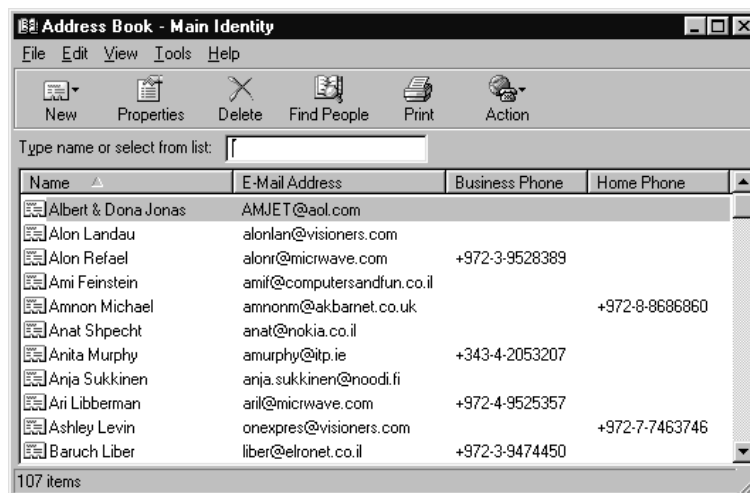 Address Book - Main Identity
File Edit View Tools Help
New Properties Delete Find People Print Action
Type name or select from list:
Name E-Mail Address Business Phone Home Phone
Albert & Dona Jonas AMJET@aol.com
Alon Landau alonlan@visioners.com
Alon Refael alonr@micrwave.com +972-3-9528389
Ami Feinstein amif@computersandfun.co.il
Amnon Michael amnonm@akbarnet.co.uk +972-8-8686860
Anat Shpecht anat@nokia.co.il
Anita Murphy amurphy@itp.ie +343-4-2053207
Anja Sukkinen anja.sukkinen@noodi.fi
Ari Libberman aril@micrwave.com +972-4-9525357
Ashley Levin onexpres@visioners.com +972-7-7463746
Baruch Liber liber@elronet.co.il +972-3-9474450
107 items